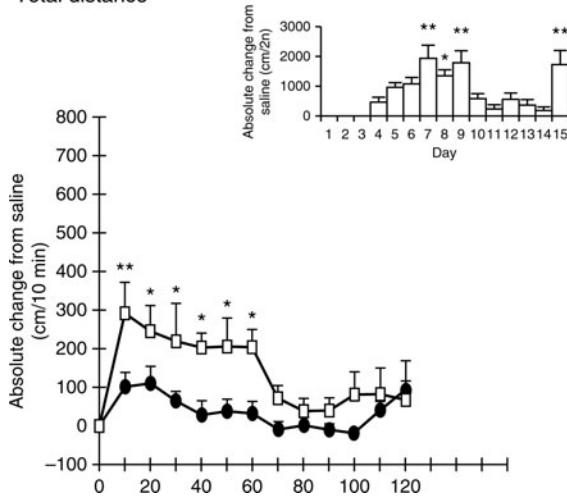 Total distance
Absolute change from
saline (cm/2n)
3000
2000
1000
0
** * ** **
1 2 3 4 5 6 7 8 9 10 11 12 13 14 15
Day
Absolute change from saline
(cm/10 min)
800
700
600
500
400
300
200
100
0
–100
** * * * * *
0 20 40 60 80 100 120